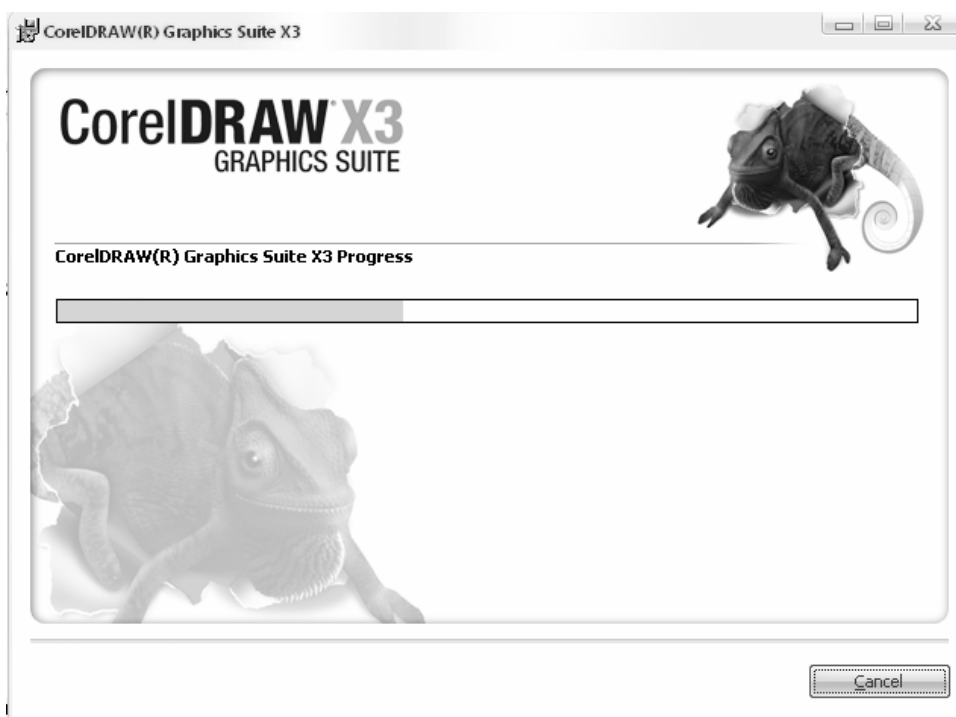 CorelDRAW(R) Graphics Suite X3
CorelDRAW® X3
GRAPHICS SUITE
CorelDRAW(R) Graphics Suite X3 Progress
Cancel